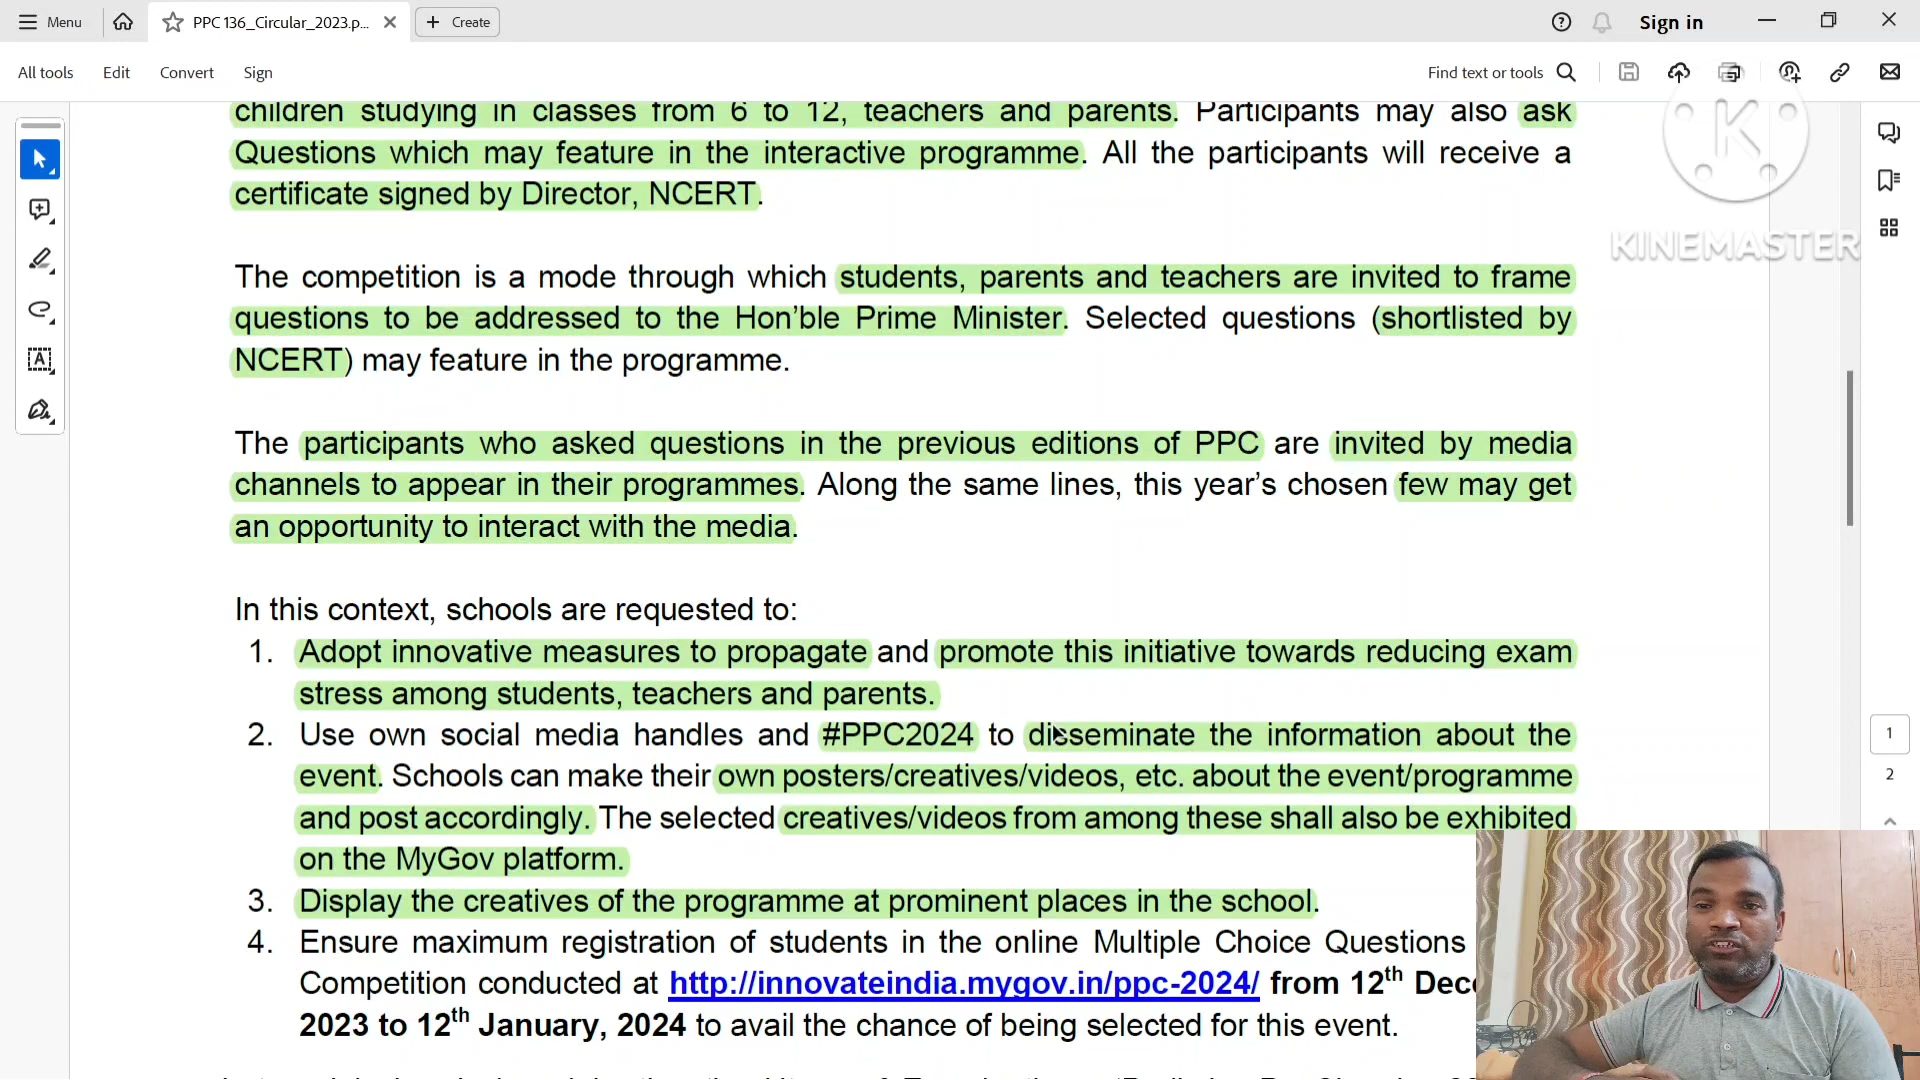 Menu
PPC 136_Circular_2023.p...
Create
Sign in
All tools
Edit
Convert
Sign
Find text or tools
children studying in classes from 6 to 12, teachers and parents. Participants may also ask
Questions which may feature in the interactive programme. All the participants will receive a
certificate signed by Director, NCERT.
K
KINEMASTER
The competition is a mode through which students, parents and teachers are invited to frame
questions to be addressed to the Hon'ble Prime Minister. Selected questions (shortlisted by
NCERT) may feature in the programme.
The participants who asked questions in the previous editions of PPC are invited by media
channels to appear in their programmes. Along the same lines, this year's chosen few may get
an opportunity to interact with the media.
In this context, schools are requested to:
1. Adopt innovative measures to propagate and promote this initiative towards reducing exam
stress among students, teachers and parents.
2. Use own social media handles and #PPC2024 to disseminate the information about the
event. Schools can make their own posters/creatives/videos, etc. about the event/programme
and post accordingly. The selected creatives/videos from among these shall also be exhibited
on the MyGov platform.
3. Display the creatives of the programme at prominent places in the school.
4. Ensure maximum registration of students in the online Multiple Choice Questions
Competition conducted at http://innovateindia.mygov.in/ppc-2024/ from 12th Dec
2023 to 12th January, 2024 to avail the chance of being selected for this event.
1
2